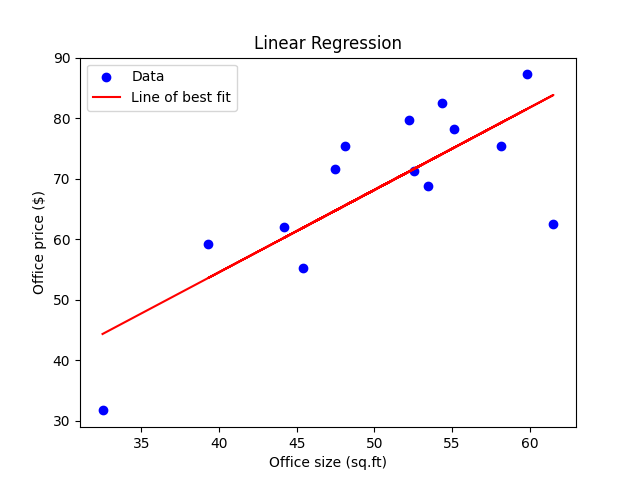 Linear Regression
Data
Line of best fit
90
80
70
60
50
40
30
Office price ($)
35
40
45
50
55
60
Office size (sq.ft)